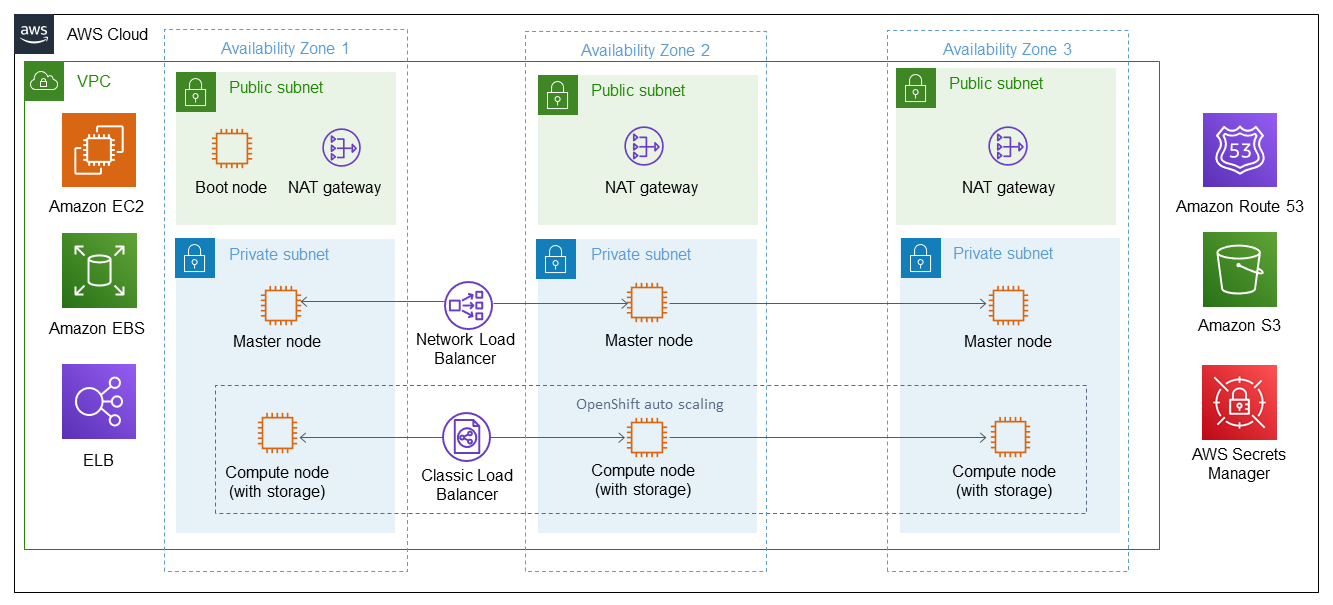 aws
AWS Cloud
Availability Zone 1
Availability Zone 2
Availability Zone 3
VPC
Public subnet
Public subnet
Public subnet
Boot node
NAT gateway
NAT gateway
NAT gateway
Amazon EC2
53
Amazon Route 53
Private subnet
Private subnet
Private subnet
Amazon EBS
Amazon S3
Master node
Network Load
Balancer
Master node
Master node
OpenShift auto scaling
ELB
Compute node
(with storage)
Classic Load
Balancer
Compute node
(with storage)
Compute node
(with storage)
AWS Secrets
Manager